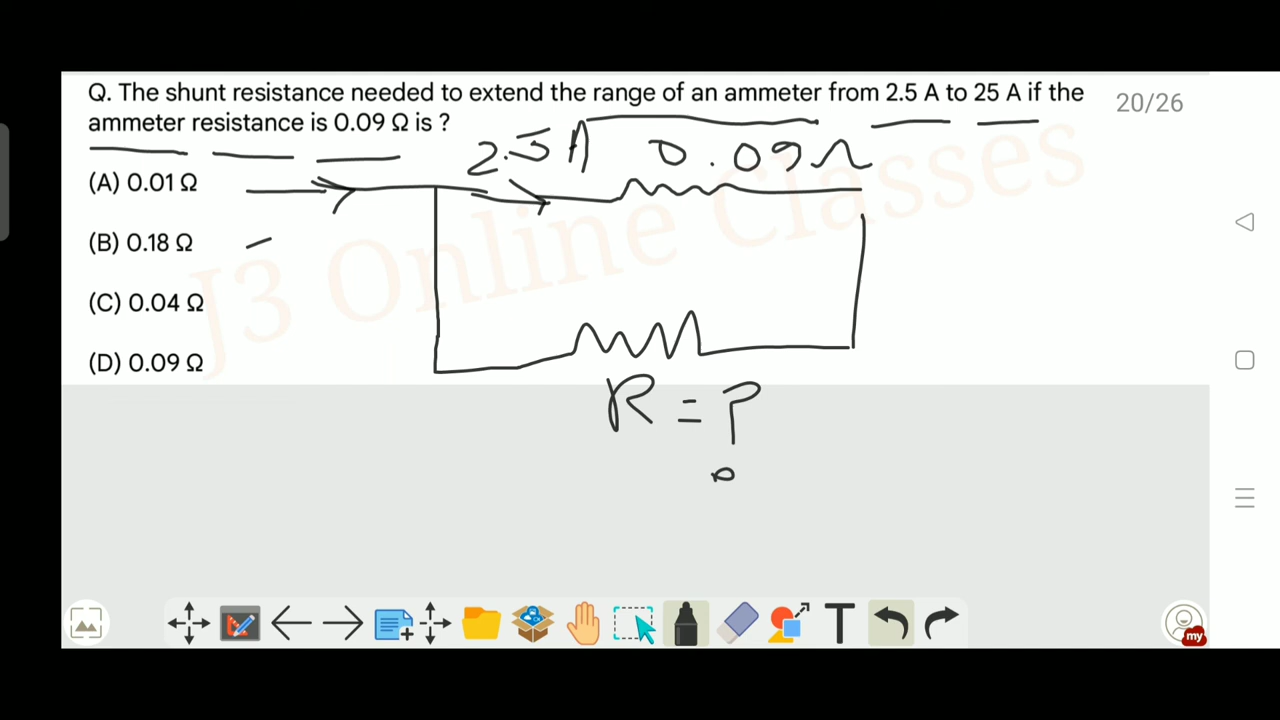 Q. The shunt resistance needed to extend the range of an ammeter from 2.5 A to 25 A if the
20/26
ammeter resistance is 0.09 Ω is ?
2.5 A 0.09Ω
(A) 0.01 Ω
(B) 0.18 Ω
J3 Online Classes
(C) 0.04 Ω
(D) 0.09 Ω
R = ?
T
my